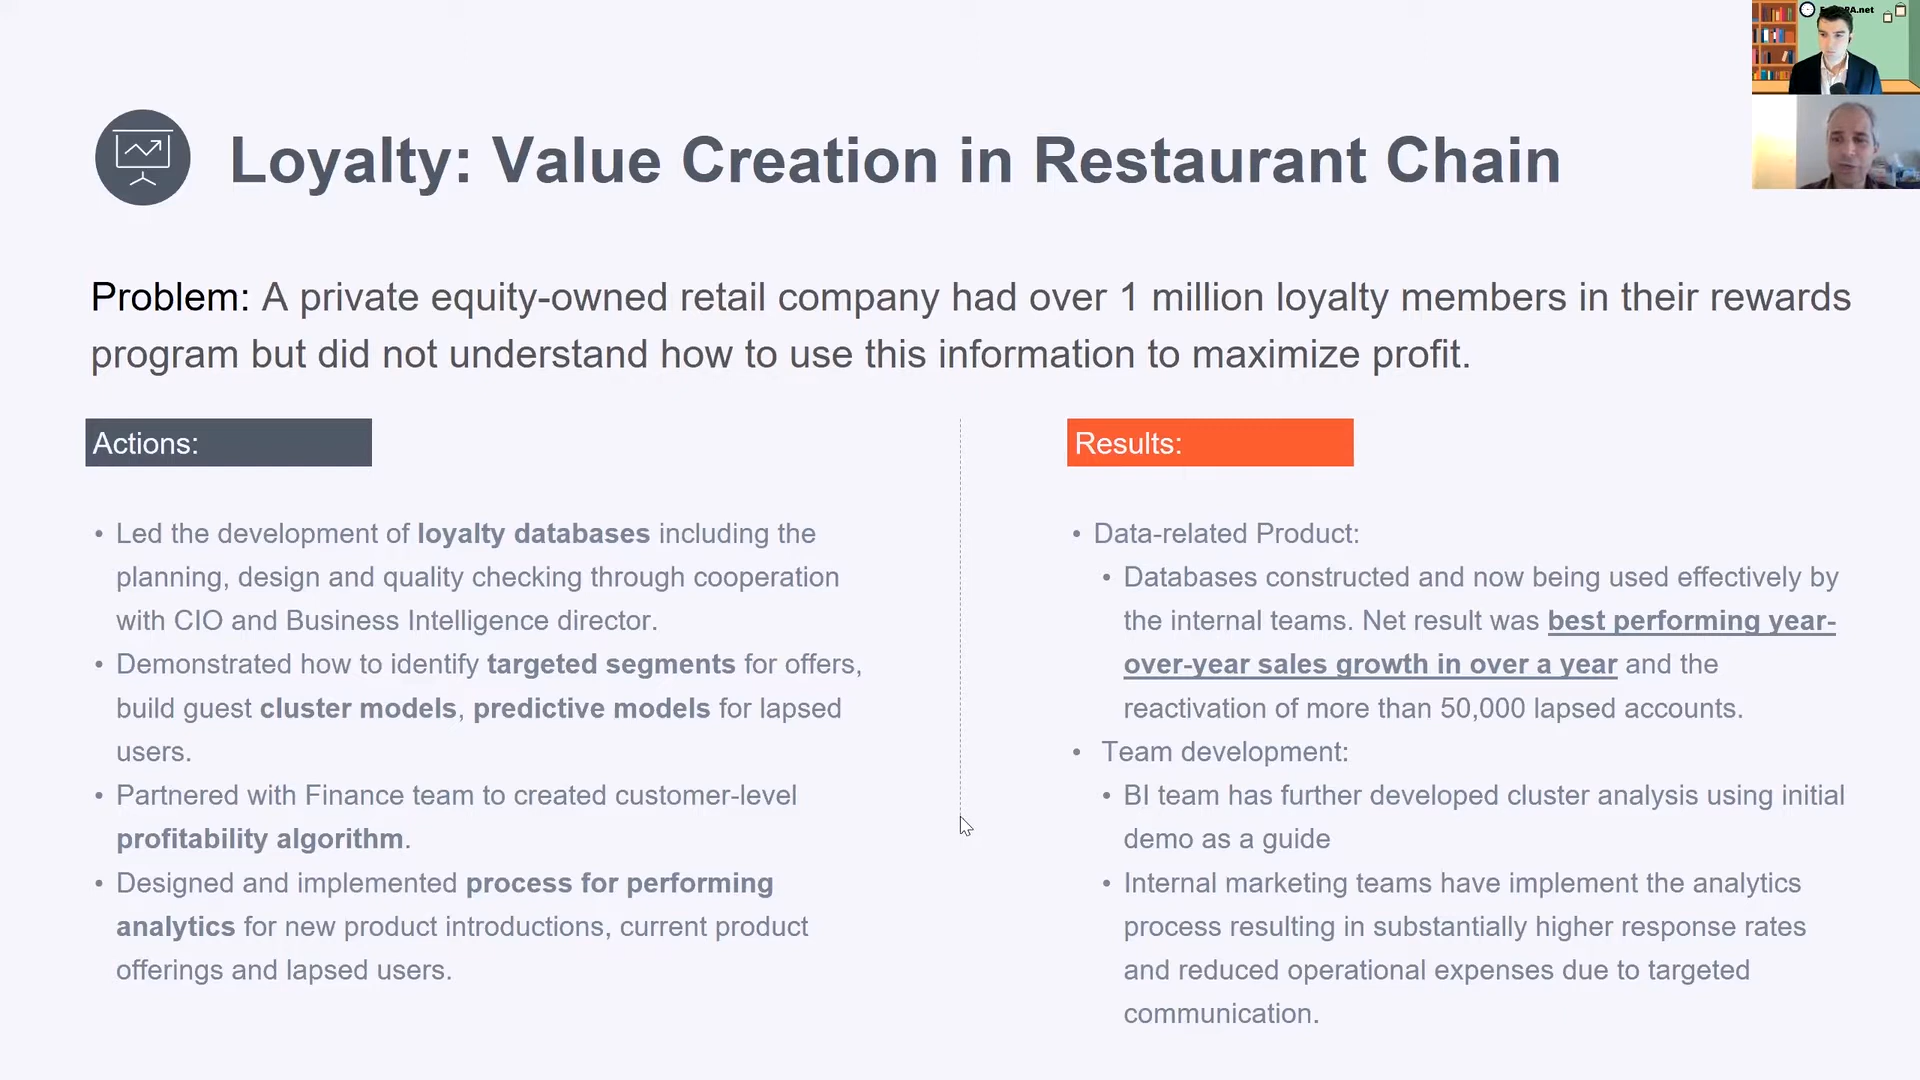 Loyalty: Value Creation in Restaurant Chain
Problem: A private equity-owned retail company had over 1 million loyalty members in their rewards
program but did not understand how to use this information to maximize profit.
Actions:
• Led the development of loyalty databases including the
planning, design and quality checking through cooperation
with CIO and Business Intelligence director.
• Demonstrated how to identify targeted segments for offers,
build guest cluster models, predictive models for lapsed
users.
• Partnered with Finance team to created customer-level
profitability algorithm.
• Designed and implemented process for performing
analytics for new product introductions, current product
offerings and lapsed users.
Results:
• Data-related Product:
• Databases constructed and now being used effectively by
the internal teams. Net result was best performing year-
over-year sales growth in over a year and the
reactivation of more than 50,000 lapsed accounts.
• Team development:
• BI team has further developed cluster analysis using initial
demo as a guide
• Internal marketing teams have implement the analytics
process resulting in substantially higher response rates
and reduced operational expenses due to targeted
communication.